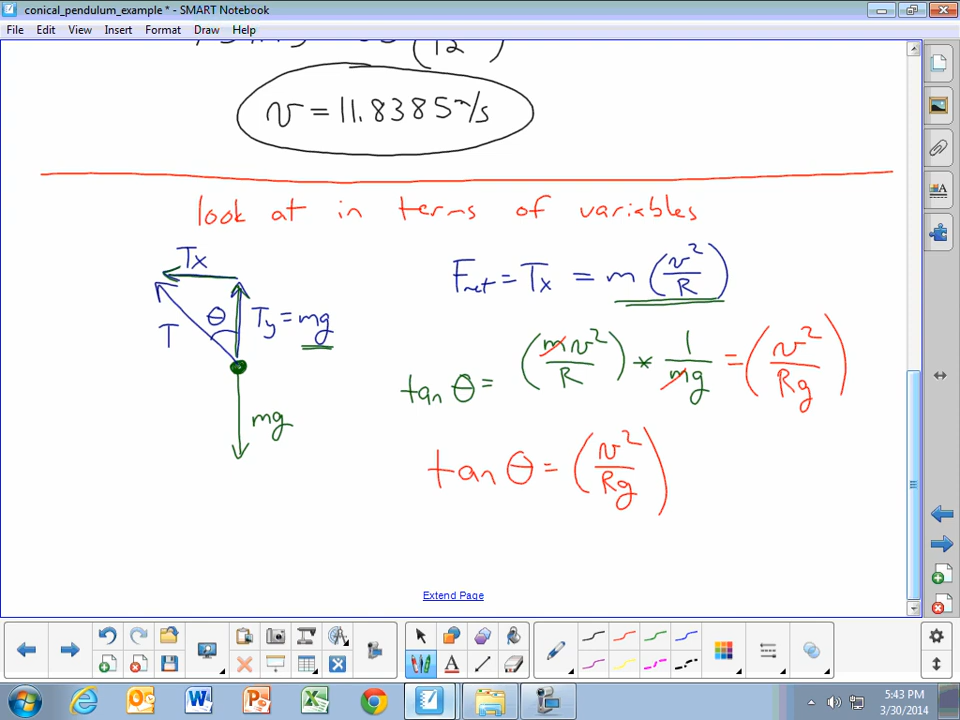 conical_pendulum_example * - SMART Notebook
File Edit View Insert Format Draw Help
12
v = 11.8385 m/s
look at in terms of variables
Tx
θ
T
Ty = mg
mg
Fnet = Tx = m (v²/R)
tan θ = (mv²/R) * 1/mg = (v²/Rg)
tan θ = (v²/Rg)
Extend Page
5:43 PM
3/30/2014